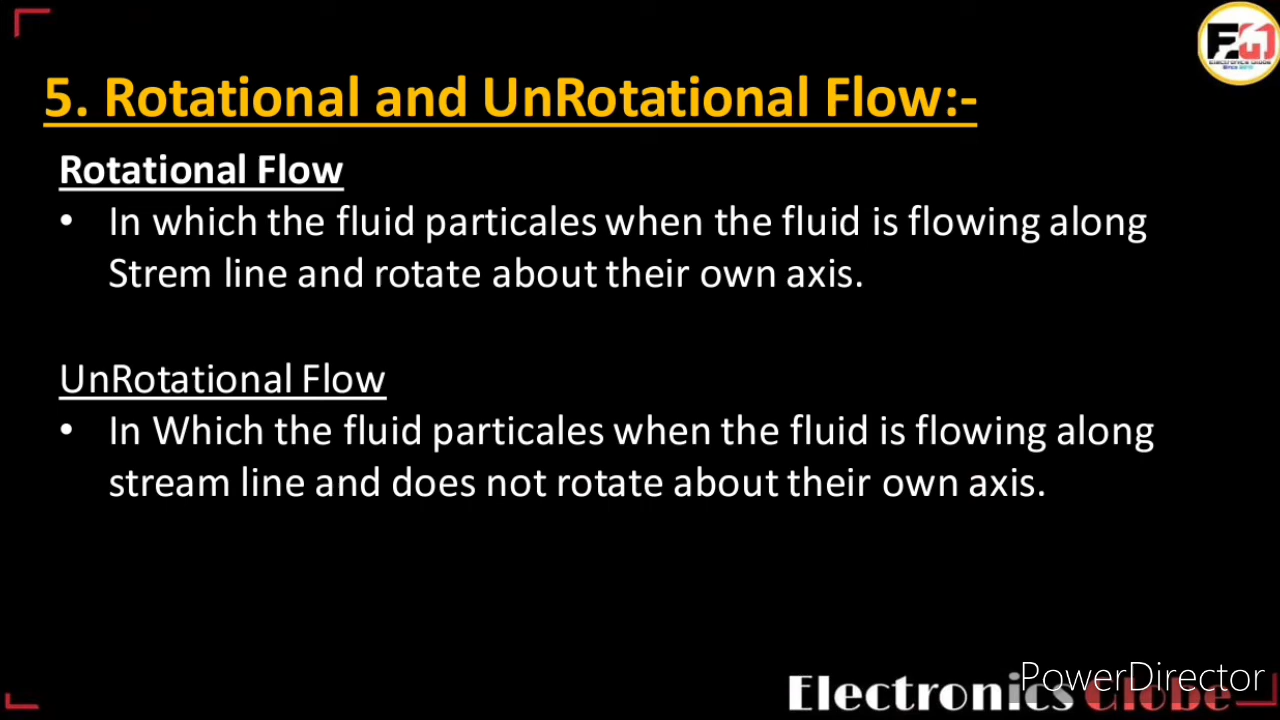 5. Rotational and UnRotational Flow:-
Rotational Flow
• In which the fluid particales when the fluid is flowing along
Strem line and rotate about their own axis.
UnRotational Flow
• In Which the fluid particales when the fluid is flowing along
stream line and does not rotate about their own axis.
PowerDirector
Electronics Globe